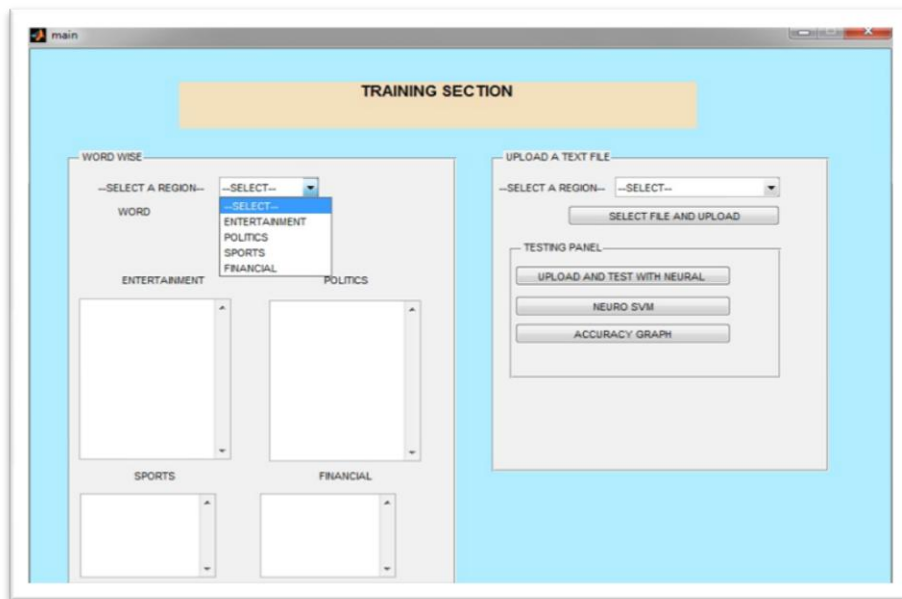 main
TRAINING SECTION
WORD WISE
--SELECT A REGION--
--SELECT--
--SELECT--
ENTERTAINMENT
POLITICS
SPORTS
FINANCIAL
WORD
ENTERTAINMENT
POLITICS
SPORTS
FINANCIAL
UPLOAD A TEXT FILE
--SELECT A REGION--
--SELECT--
SELECT FILE AND UPLOAD
TESTING PANEL
UPLOAD AND TEST WITH NEURAL
NEURO SVM
ACCURACY GRAPH